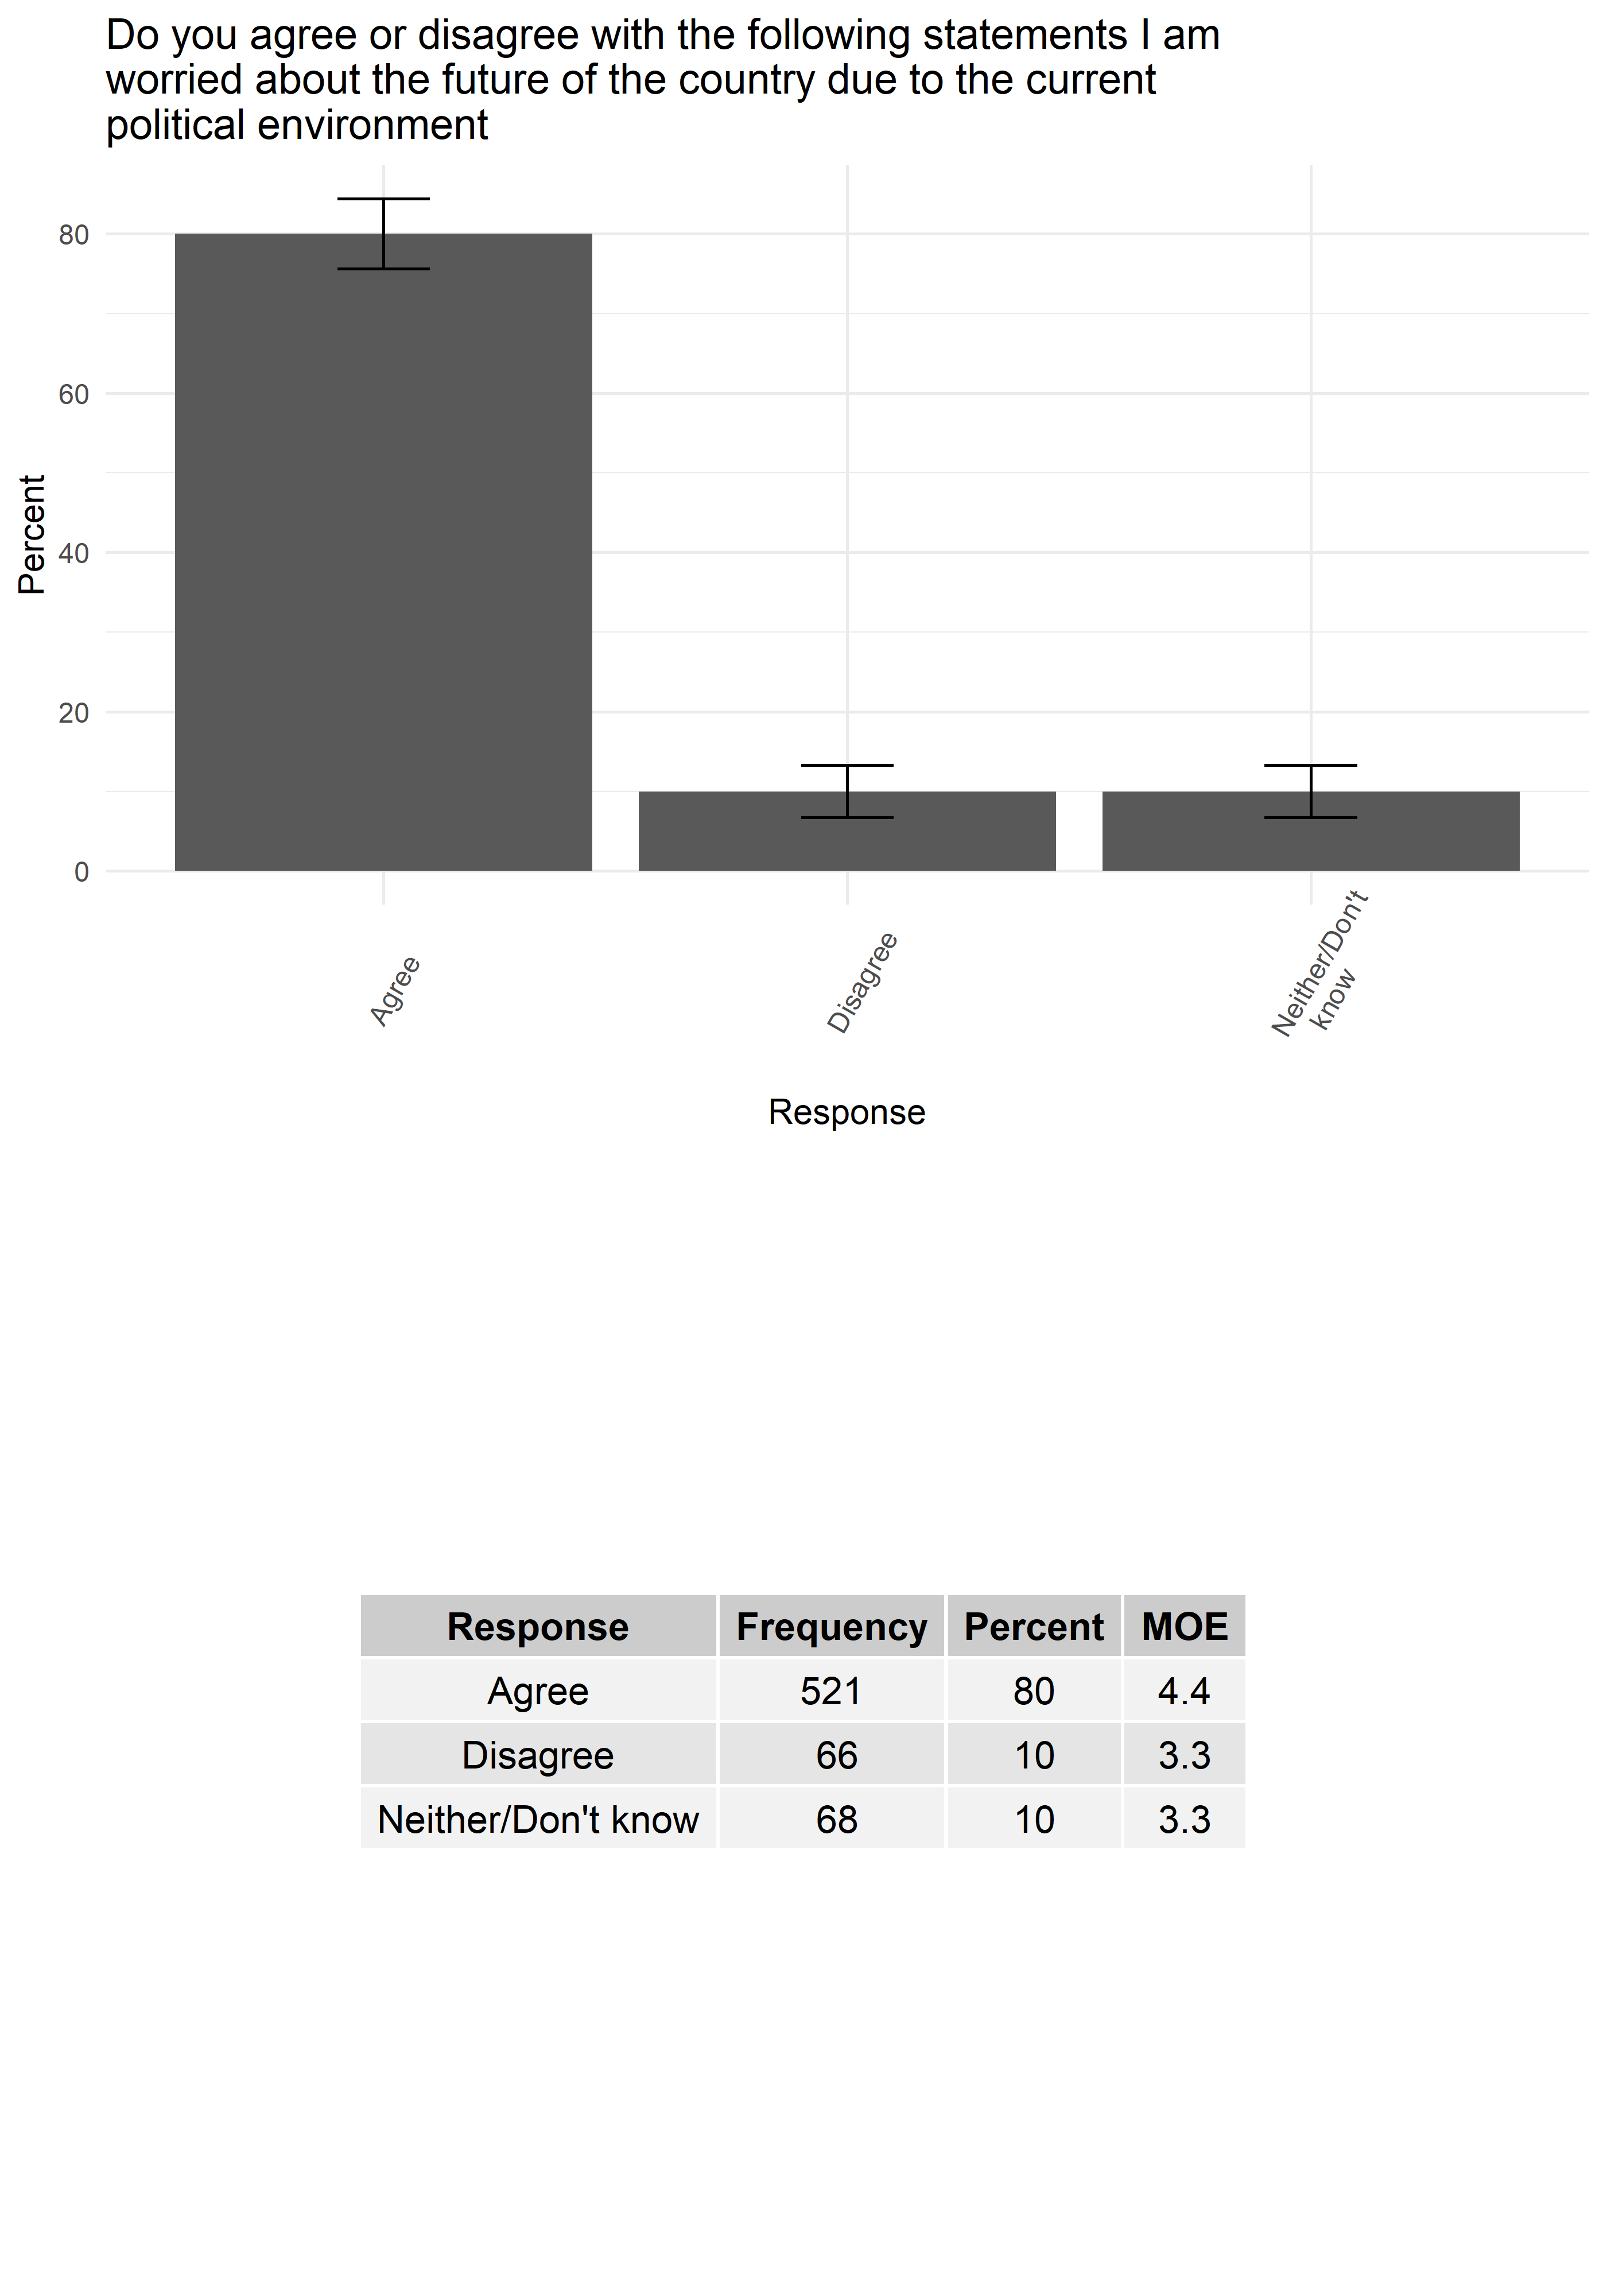 Do you agree or disagree with the following statements I am
worried about the future of the country due to the current
political environment
Percent
80
60
40
20
0
Agree
Disagree
Neither/Don't
know
Response
Response Frequency Percent MOE
Agree 521 80 4.4
Disagree 66 10 3.3
Neither/Don't know 68 10 3.3